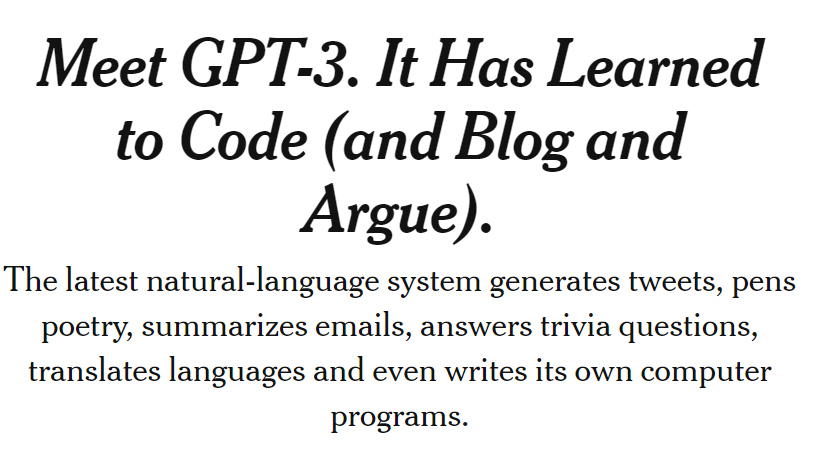 Meet GPT-3. It Has Learned
to Code (and Blog and
Argue).
The latest natural-language system generates tweets, pens
poetry, summarizes emails, answers trivia questions,
translates languages and even writes its own computer
programs.